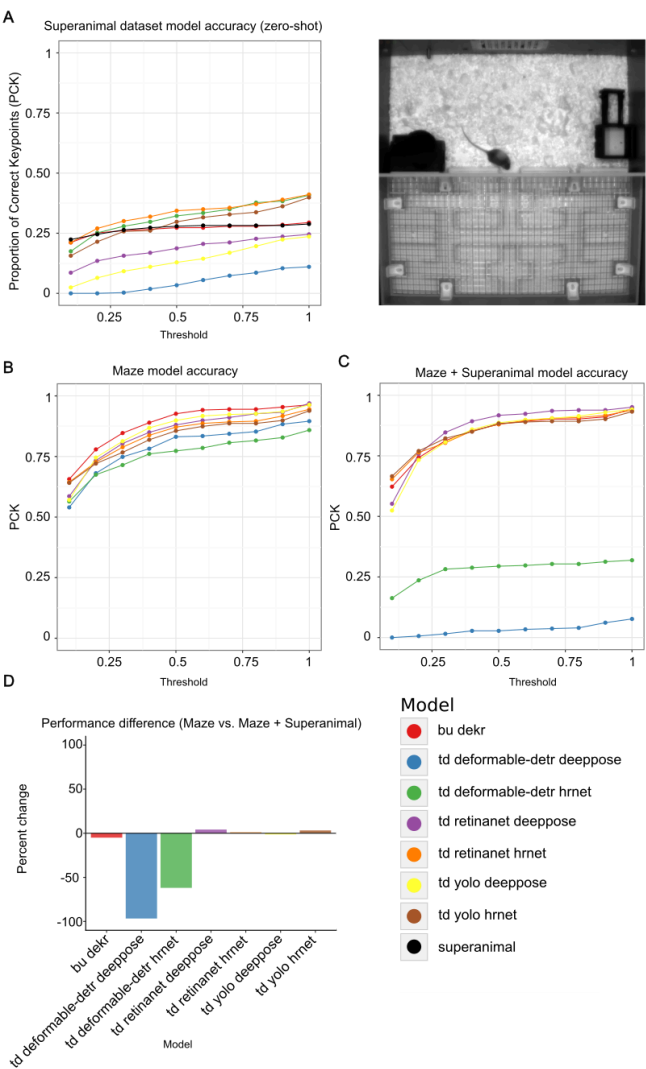 A
Superanimal dataset model accuracy (zero-shot)
Proportion of Correct Keypoints (PCK)
1
0.75
0.50
0.25
0
0.25
0.5
0.75
1
Threshold
B
Maze model accuracy
PCK
1
0.75
0.50
0.25
0
0.25
0.5
0.75
1
Threshold
C
Maze + Superanimal model accuracy
PCK
1
0.75
0.50
0.25
0
0.25
0.5
0.75
1
Threshold
D
Performance difference (Maze vs. Maze + Superanimal)
Percent change
100
50
0
-50
-100
bu dekr
td deformable-detr deeppose
td deformable-detr hrnet
td retinanet deeppose
td retinanet hrnet
td yolo deeppose
td yolo hrnet
Model
Model
bu dekr
td deformable-detr deeppose
td deformable-detr hrnet
td retinanet deeppose
td retinanet hrnet
td yolo deeppose
td yolo hrnet
superanimal